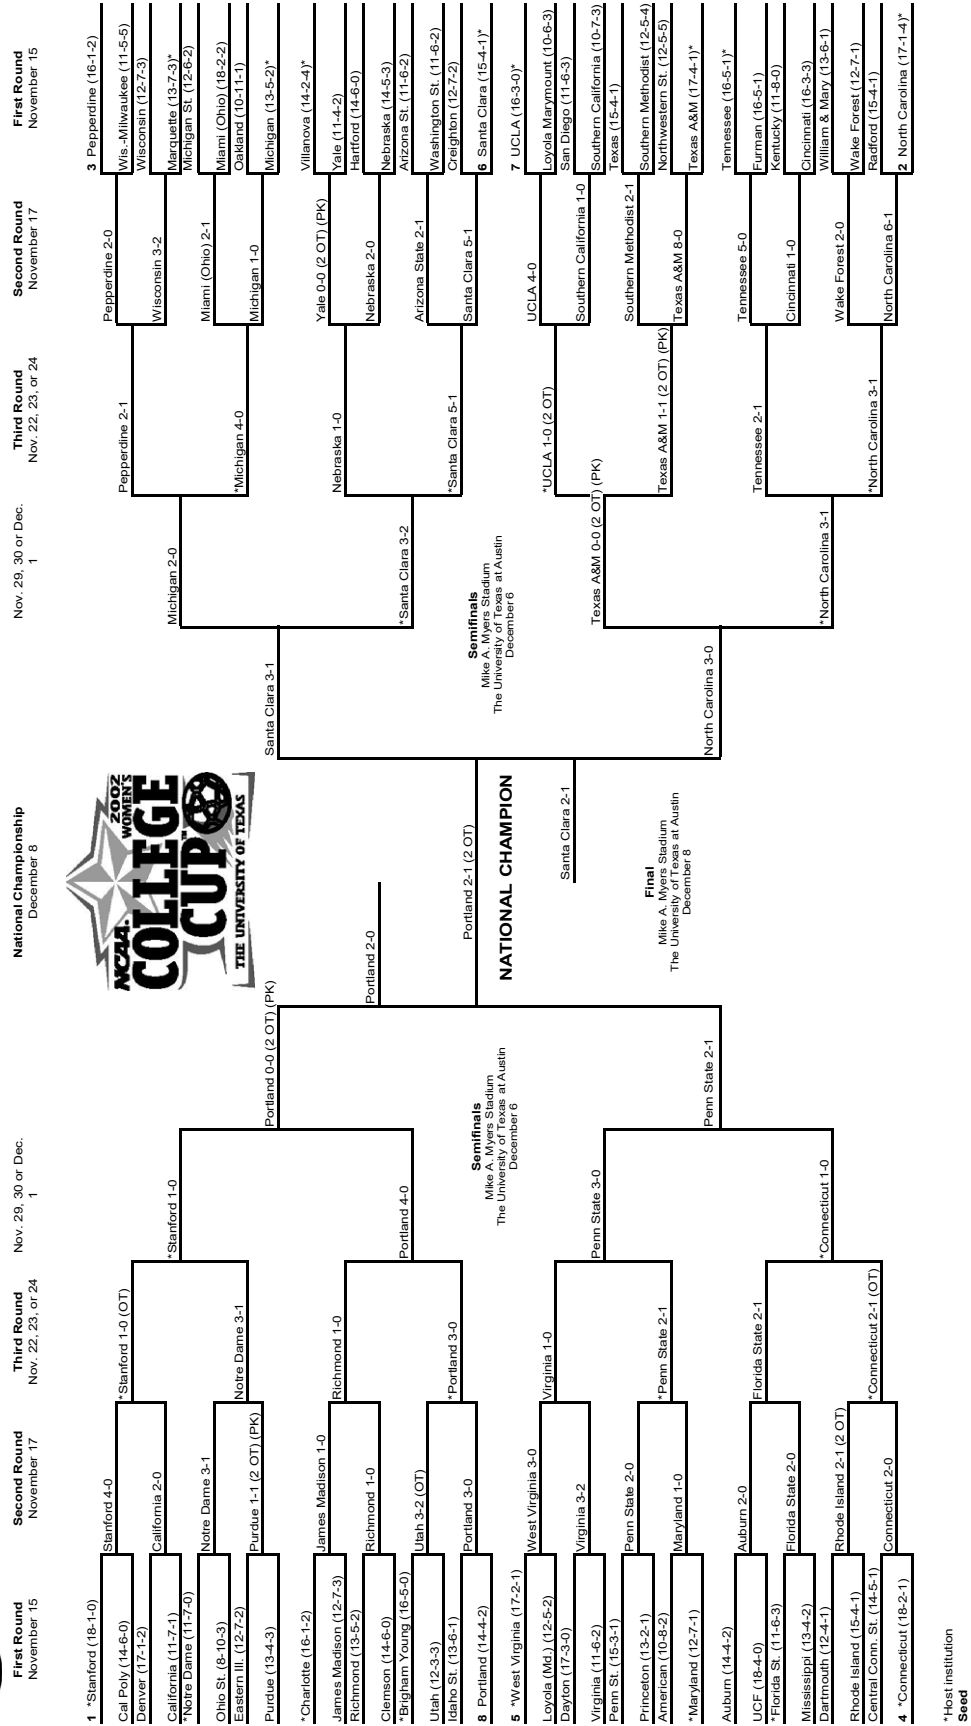 First Round
November 15
Second Round
November 17
Third Round
Nov. 22, 23, or 24
Nov. 29, 30 or Dec.
1
National Championship
December 8
Nov. 29, 30 or Dec.
1
Third Round
Nov. 22, 23, or 24
Second Round
November 17
First Round
November 15
1 *Stanford (18-1-0)
Cal Poly (14-6-0)
Denver (17-1-2)
California (11-7-1)
*Notre Dame (11-7-0)
Ohio St. (8-10-3)
Eastern Ill. (12-7-2)
Purdue (13-4-3)
*Charlotte (16-1-2)
James Madison (12-7-3)
Richmond (13-5-2)
Clemson (14-6-0)
*Brigham Young (16-5-0)
Utah (12-3-3)
Idaho St. (13-6-1)
8 Portland (14-4-2)
5 *West Virginia (17-2-1)
Loyola (Md.) (12-5-2)
Dayton (17-3-0)
Virginia (11-6-2)
Penn St. (15-3-1)
Princeton (13-2-1)
American (10-8-2)
*Maryland (12-7-1)
Auburn (14-4-2)
UCF (18-4-0)
*Florida St. (11-6-3)
Mississippi (13-4-2)
Dartmouth (12-4-1)
Rhode Island (15-4-1)
Central Conn. St. (14-5-1)
4 *Connecticut (18-2-1)
Stanford 4-0
California 2-0
Notre Dame 3-1
Purdue 1-1 (2 OT) (PK)
James Madison 1-0
Richmond 1-0
Utah 3-2 (OT)
Portland 3-0
West Virginia 3-0
Virginia 3-2
Penn State 2-0
Maryland 1-0
Auburn 2-0
Florida State 2-0
Rhode Island 2-1 (2 OT)
Connecticut 2-0
*Stanford 1-0 (OT)
Notre Dame 3-1
Richmond 1-0
*Portland 3-0
Virginia 1-0
*Penn State 2-1
Florida State 2-1
*Connecticut 2-1 (OT)
*Stanford 1-0
Portland 4-0
Penn State 3-0
*Connecticut 1-0
Semifinals
Mike A. Myers Stadium
The University of Texas at Austin
December 6
Portland 0-0 (2 OT) (PK)
Penn State 2-1
NCAA. 2002
WOMEN'S
COLLEGE
CUP™
THE UNIVERSITY OF TEXAS
Portland 2-0
Portland 2-1 (2 OT)
NATIONAL CHAMPION
Santa Clara 2-1
Final
Mike A. Myers Stadium
The University of Texas at Austin
December 8
Santa Clara 3-1
North Carolina 3-0
Semifinals
Mike A. Myers Stadium
The University of Texas at Austin
December 6
Michigan 2-0
*Santa Clara 3-2
Texas A&M 0-0 (2 OT) (PK)
*North Carolina 3-1
Pepperdine 2-1
*Michigan 4-0
Nebraska 1-0
*Santa Clara 5-1
*UCLA 1-0 (2 OT)
Texas A&M 1-1 (2 OT) (PK)
Tennessee 2-1
*North Carolina 3-1
Pepperdine 2-0
Wisconsin 3-2
Miami (Ohio) 2-1
Michigan 1-0
Yale 0-0 (2 OT) (PK)
Nebraska 2-0
Arizona State 2-1
Santa Clara 5-1
UCLA 4-0
Southern California 1-0
Southern Methodist 2-1
Texas A&M 8-0
Tennessee 5-0
Cincinnati 1-0
Wake Forest 2-0
North Carolina 6-1
3 Pepperdine (16-1-2)
Wis.-Milwaukee (11-5-5)
Wisconsin (12-7-3)
Marquette (13-7-3)*
Michigan St. (12-6-2)
Miami (Ohio) (18-2-2)
Oakland (10-11-1)
Michigan (13-5-2)*
Villanova (14-2-4)*
Yale (11-4-2)
Hartford (14-6-0)
Nebraska (14-5-3)
Arizona St. (11-6-2)
Washington St. (11-6-2)
Creighton (12-7-2)
6 Santa Clara (15-4-1)*
7 UCLA (16-3-0)*
Loyola Marymount (10-6-3)
San Diego (11-6-3)
Southern California (10-7-3)
Texas (15-4-1)
Southern Methodist (12-5-4)
Northwestern St. (12-5-5)
Texas A&M (17-4-1)*
Tennessee (16-5-1)*
Furman (16-5-1)
Kentucky (11-8-0)
Cincinnati (16-3-3)
William & Mary (13-6-1)
Wake Forest (12-7-1)
Radford (15-4-1)
2 North Carolina (17-1-4)*
*Host institution
Seed